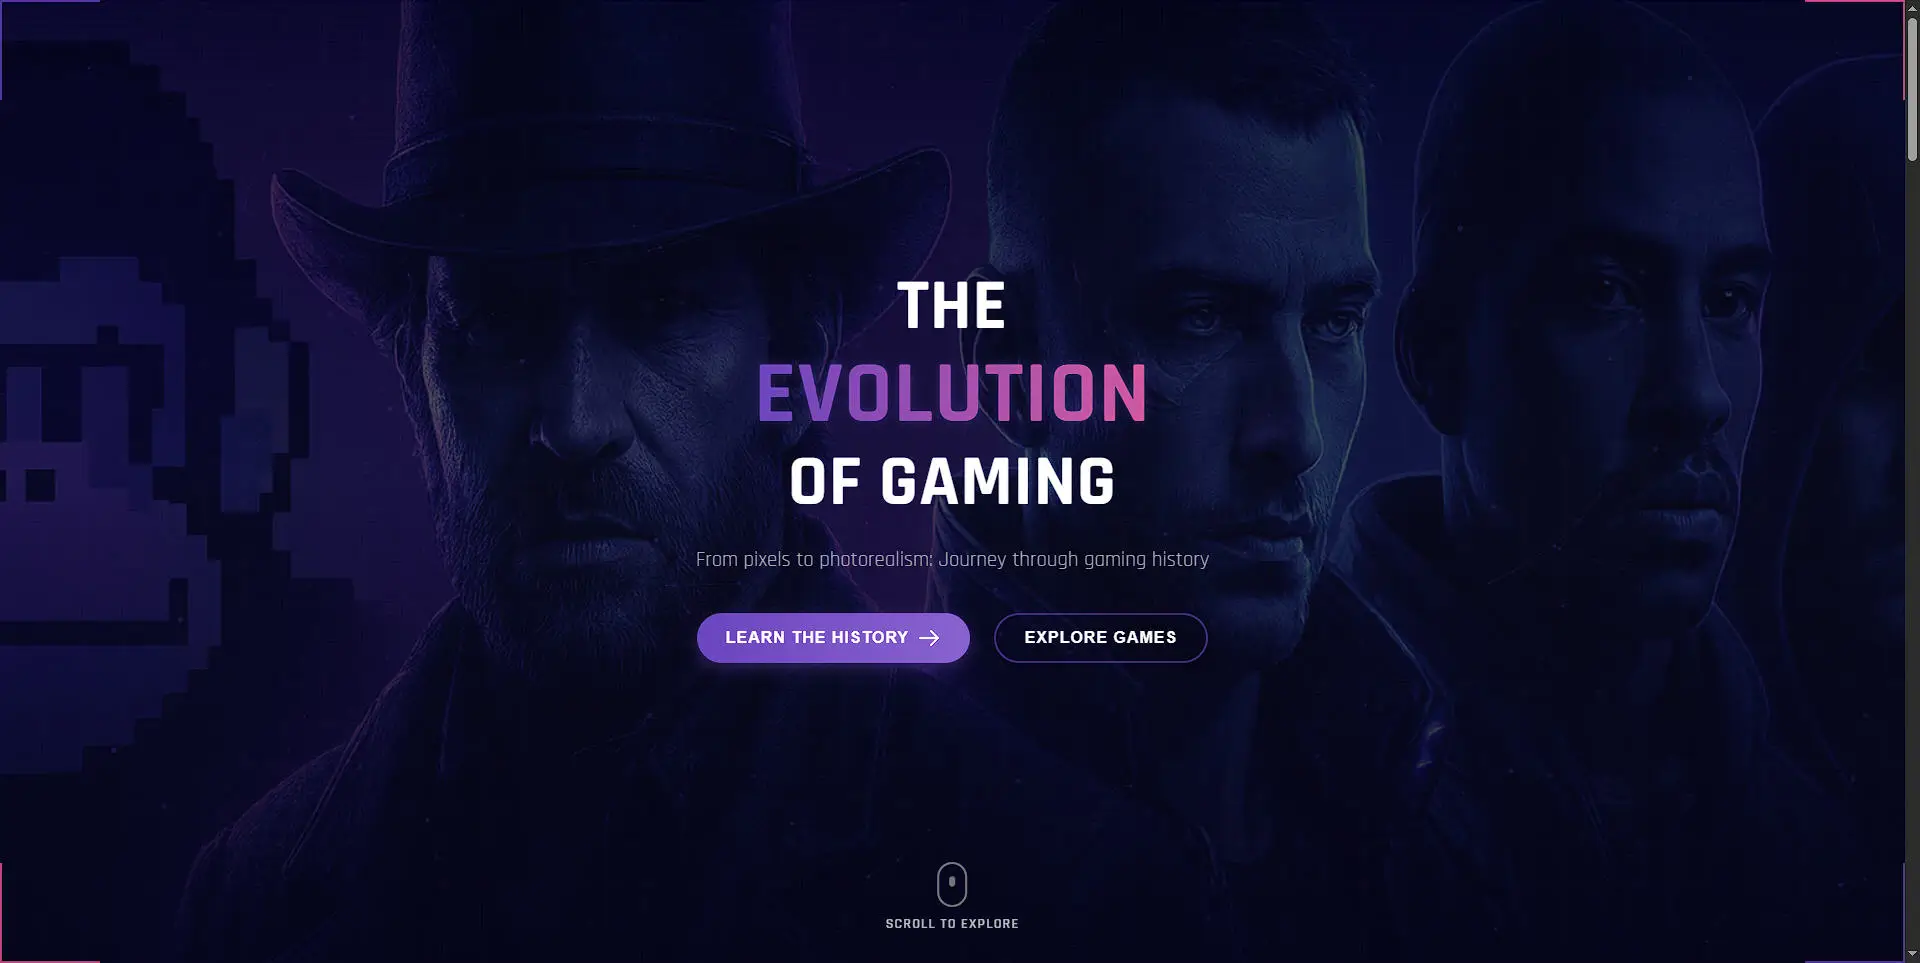 THE
EVOLUTION
OF GAMING
From pixels to photorealism: Journey through gaming history
LEARN THE HISTORY
EXPLORE GAMES
SCROLL TO EXPLORE